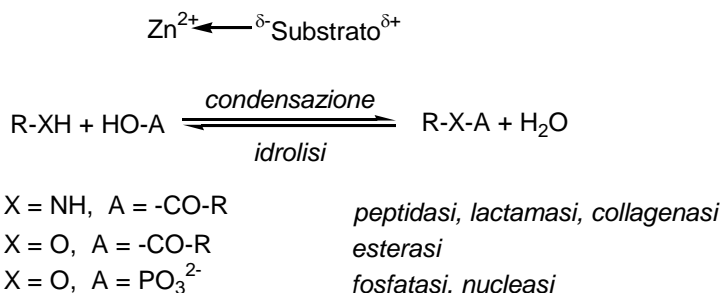 Zn²⁺ ← δ-Substratoδ+
condensazione
R-XH + HO-A ⇌ R-X-A + H₂O
idrolisi
X = NH, A = -CO-R peptidasi, lactamasi, collagenasi
X = O, A = -CO-R esterasi
X = O, A = PO₃²⁻ fosfatasi, nucleasi